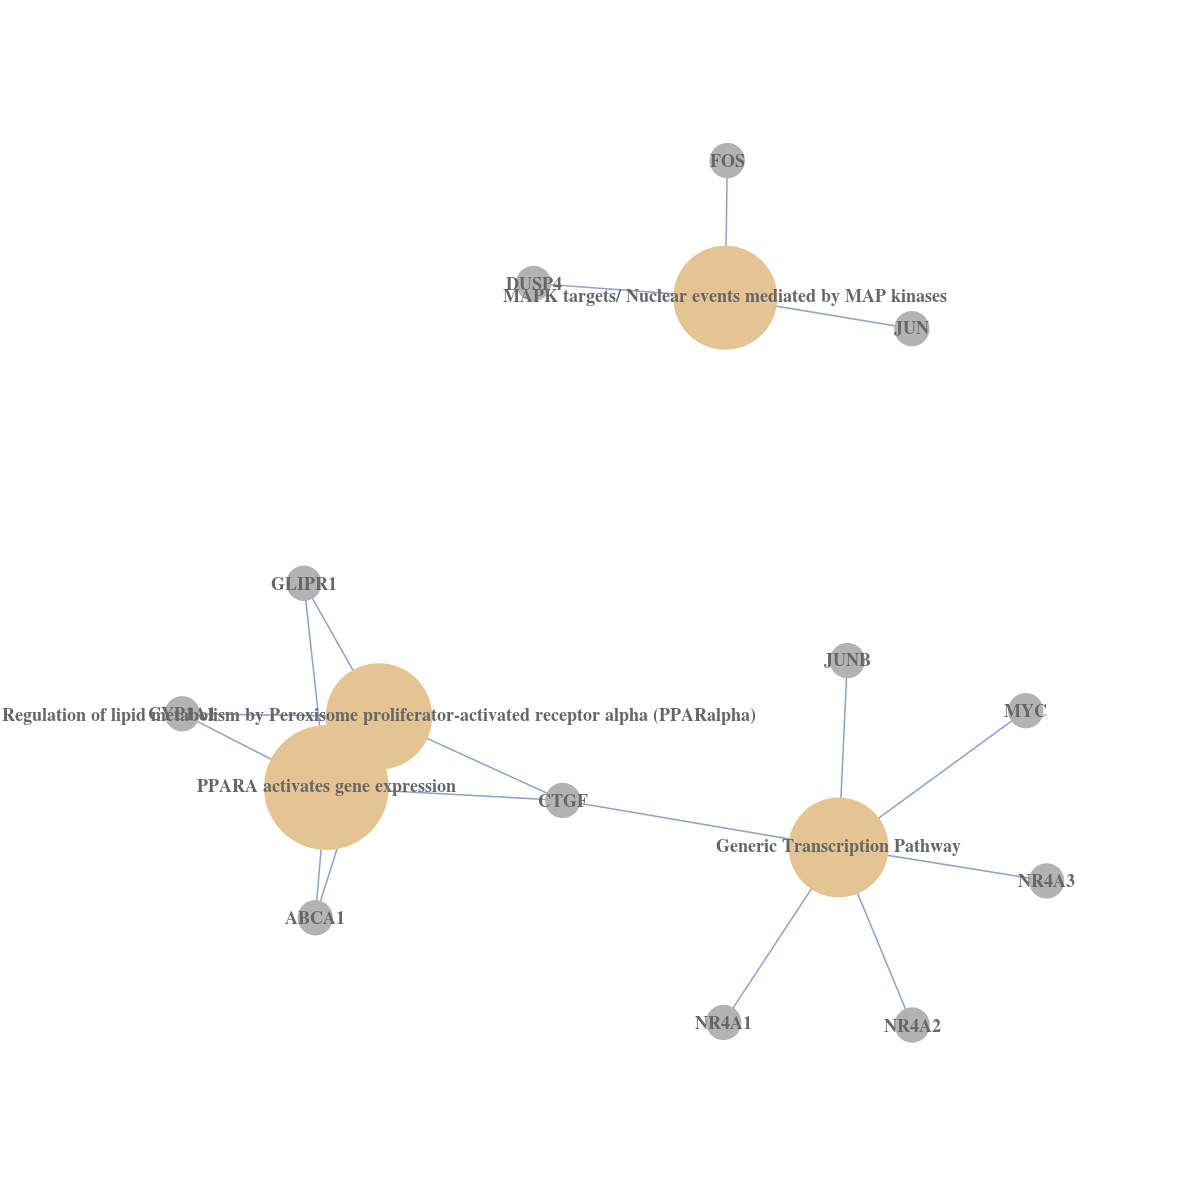 FOS
DUSP4
MAPK targets/ Nuclear events mediated by MAP kinases
JUN
GLIPR1
JUNB
MYC
CYP1A1
Regulation of lipid metabolism by Peroxisome proliferator-activated receptor alpha (PPARalpha)
PPARA activates gene expression
CTGF
Generic Transcription Pathway
NR4A3
ABCA1
NR4A1
NR4A2